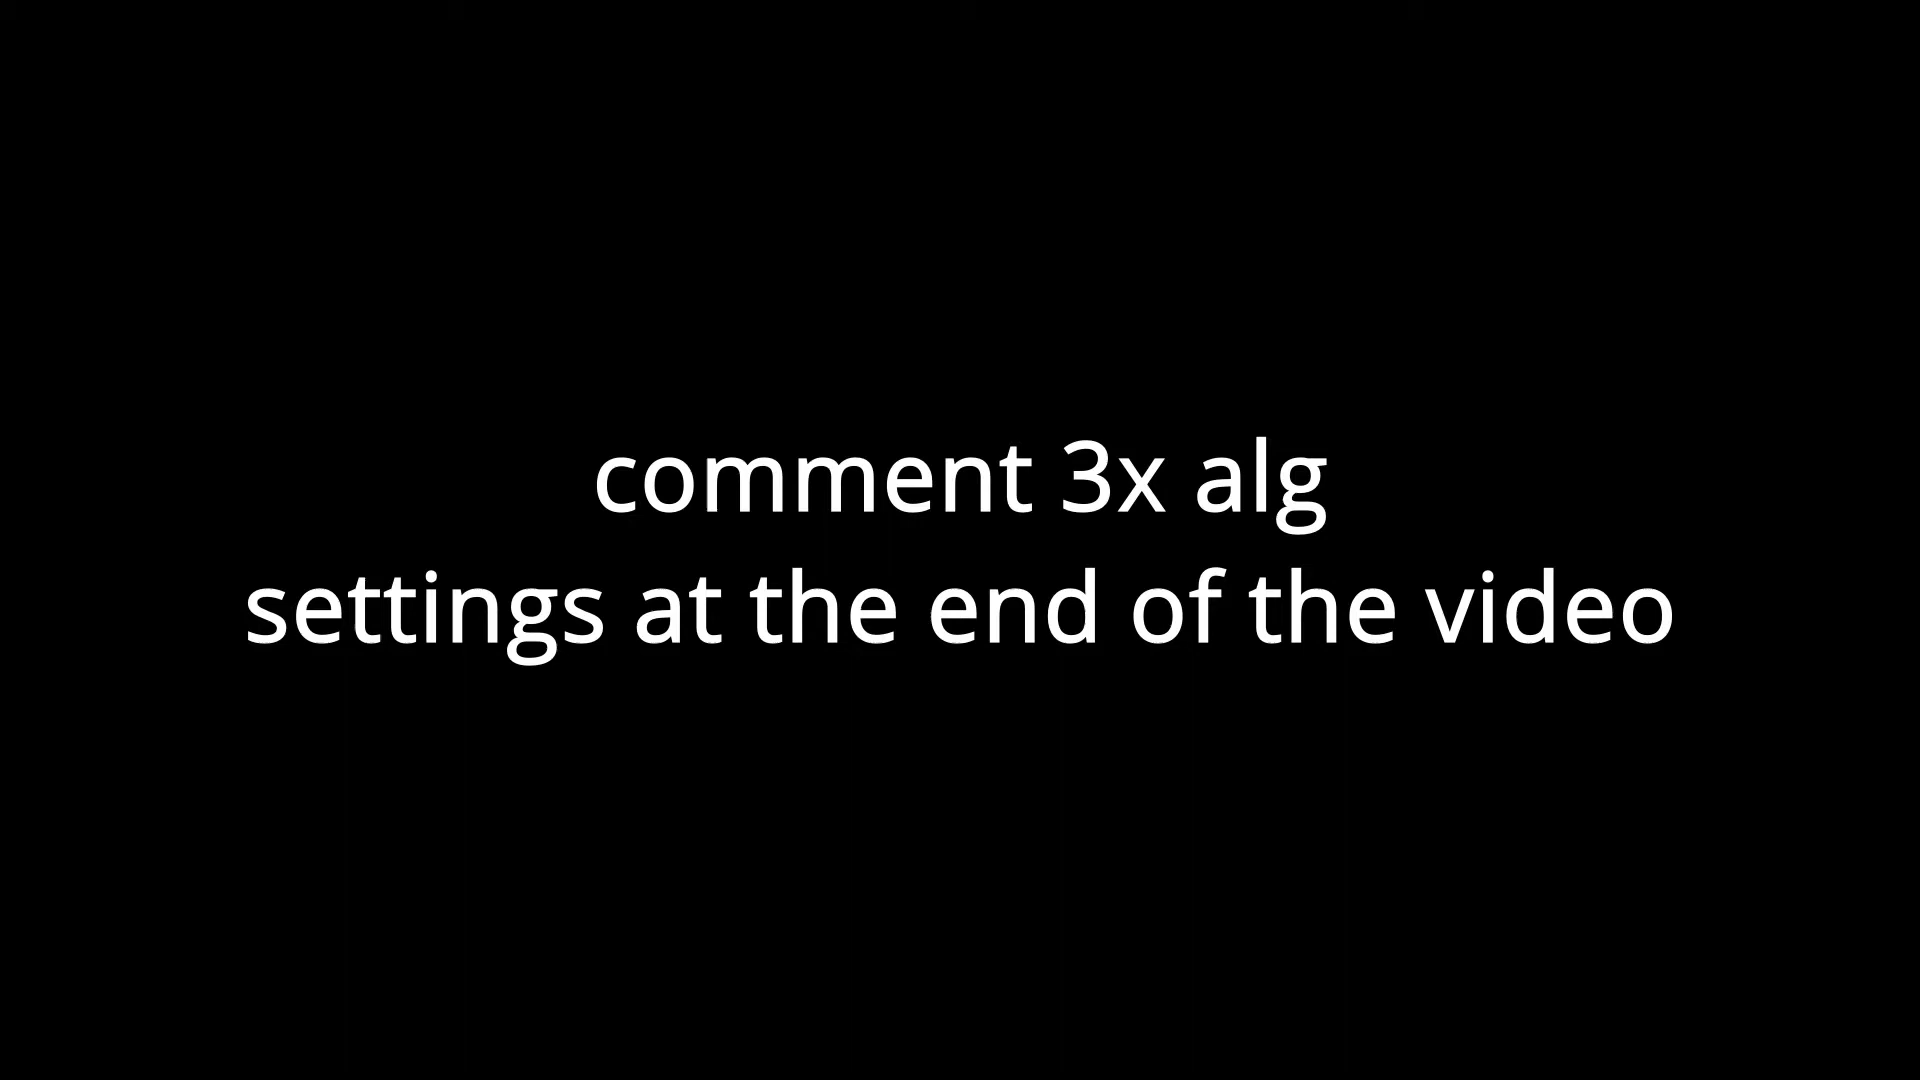 comment 3x alg
settings at the end of the video